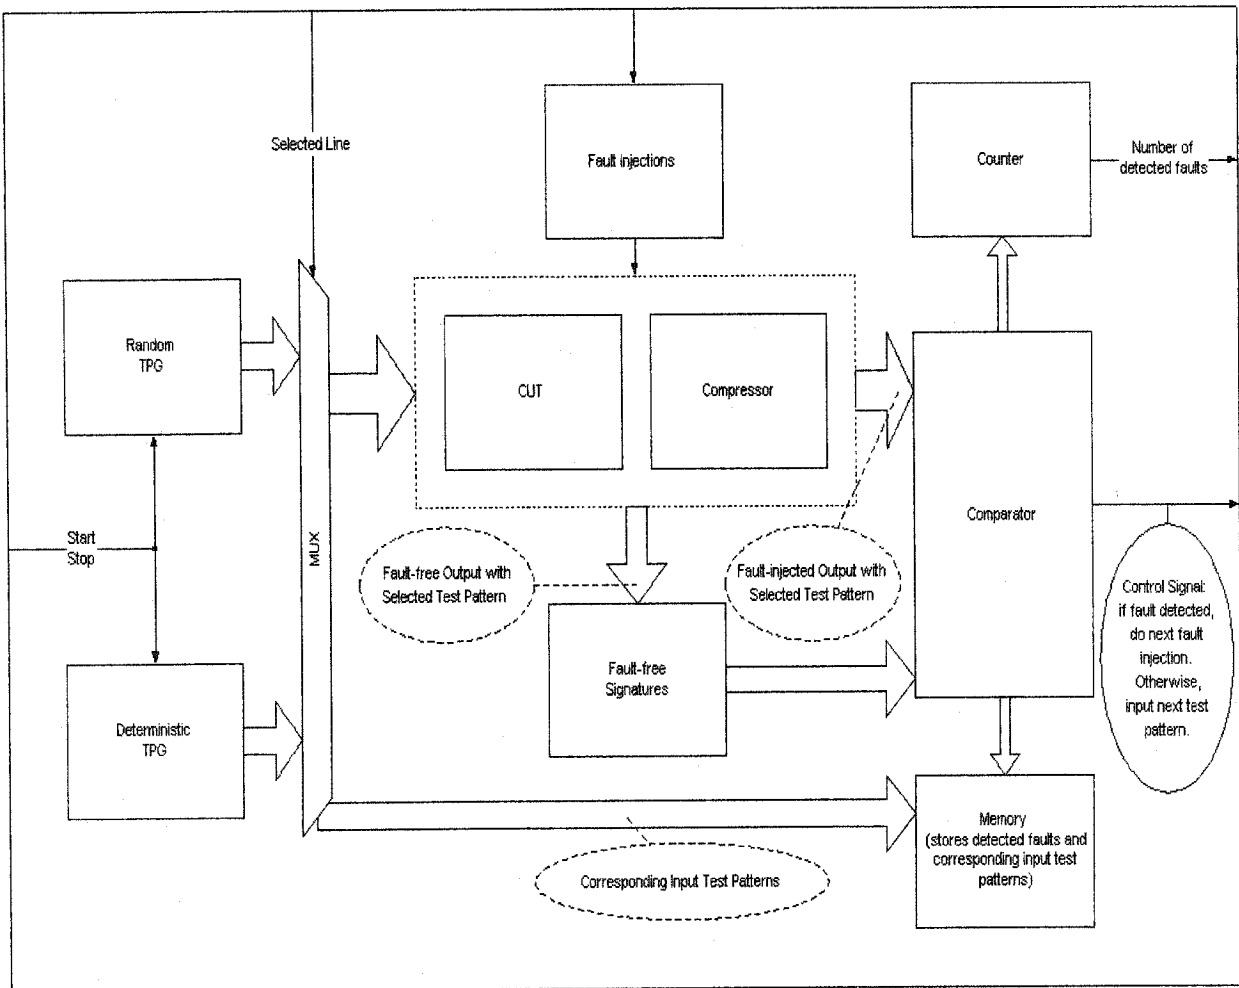 Selected Line
Fault injections
Counter
Number of
detected faults
Random
TPG
CUT
Compressor
Comparator
Start
Stop
MUX
Fault-free Output with
Selected Test Pattern
Fault-injected Output with
Selected Test Pattern
Control Signal:
if fault detected,
do next fault
injection.
Otherwise,
input next test
pattern.
Fault-free
Signatures
Deterministic
TPG
Memory
(stores detected faults and
corresponding input test
patterns)
Corresponding Input Test Patterns